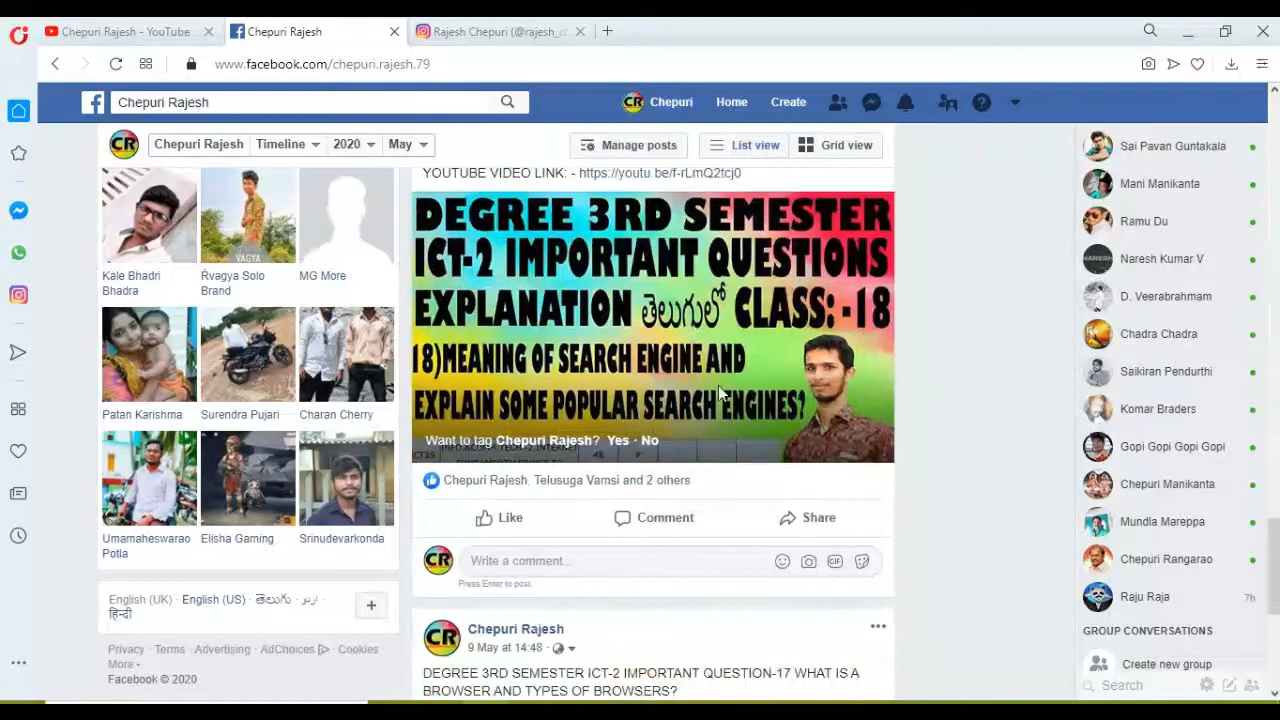 Chepuri Rajesh - YouTube
Chepuri Rajesh
Rajesh Chepuri (@rajesh_c
www.facebook.com/chepuri.rajesh.79
Chepuri Rajesh
CR
Chepuri
Home
Create
CR
Chepuri Rajesh
Timeline
2020
May
Manage posts
List view
Grid view
Kale Bhadri
Bhadra
VAGYA
Rvagya Solo
Brand
MG More
Patan Karishma
Surendra Pujari
Charan Cherry
Umamaheswarao
Potla
Elisha Gaming
Srinudevarkonda
English (UK) · English (US) · తెలుగు · اردو ·
हिन्दी
+
Privacy · Terms · Advertising · AdChoices · Cookies ·
More
Facebook © 2020
YOUTUBE VIDEO LINK: - https://youtu.be/f-rLmQ2tcj0
DEGREE 3RD SEMESTER
ICT-2 IMPORTANT QUESTIONS
EXPLANATION తెలుగులో CLASS: -18
18)MEANING OF SEARCH ENGINE AND
EXPLAIN SOME POPULAR SEARCH ENGINES?
Want to tag Chepuri Rajesh? Yes · No
Chepuri Rajesh, Telusuga Vamsi and 2 others
Like
Comment
Share
CR
Write a comment...
GIF
Press Enter to post.
CR
Chepuri Rajesh
9 May at 14:48 ·
DEGREE 3RD SEMESTER ICT-2 IMPORTANT QUESTION-17 WHAT IS A
BROWSER AND TYPES OF BROWSERS?
Sai Pavan Guntakala
Mani Manikanta
Ramu Du
NARESH
Naresh Kumar V
D. Veerabrahmam
Chadra Chadra
Saikiran Pendurthi
Komar Braders
Gopi Gopi Gopi Gopi
Chepuri Manikanta
Mundla Mareppa
Chepuri Rangarao
Raju Raja
7h
GROUP CONVERSATIONS
Create new group
Search